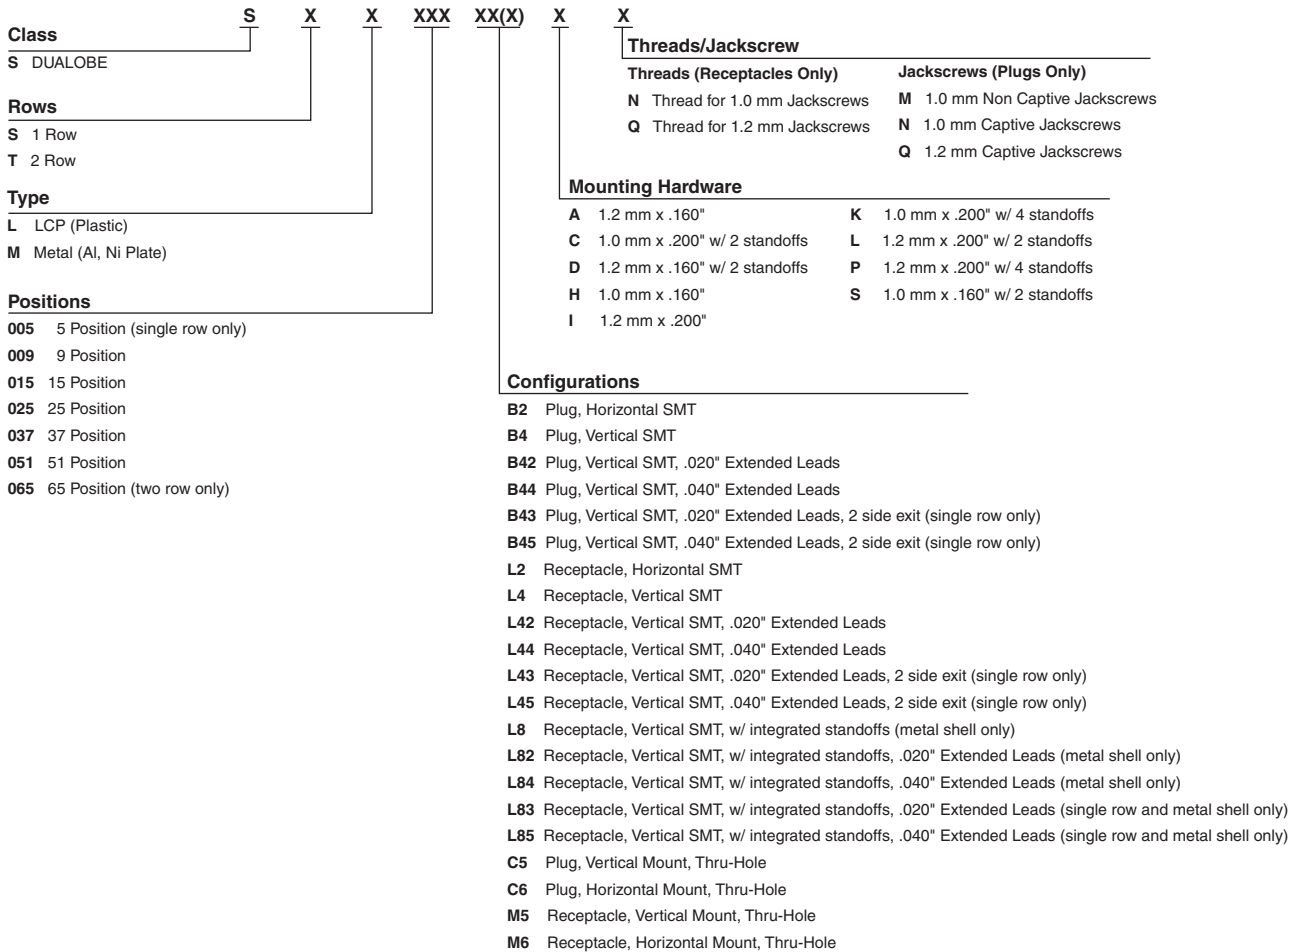 S X X XXX XX(X) X X
Class
S DUALOBE
Rows
S 1 Row
T 2 Row
Type
L LCP (Plastic)
M Metal (Al, Ni Plate)
Positions
005 5 Position (single row only)
009 9 Position
015 15 Position
025 25 Position
037 37 Position
051 51 Position
065 65 Position (two row only)
Threads/Jackscrew
Threads (Receptacles Only)
N Thread for 1.0 mm Jackscrews
Q Thread for 1.2 mm Jackscrews
Jackscrews (Plugs Only)
M 1.0 mm Non Captive Jackscrews
N 1.0 mm Captive Jackscrews
Q 1.2 mm Captive Jackscrews
Mounting Hardware
A 1.2 mm x .160"
C 1.0 mm x .200" w/ 2 standoffs
D 1.2 mm x .160" w/ 2 standoffs
H 1.0 mm x .160"
I 1.2 mm x .200"
K 1.0 mm x .200" w/ 4 standoffs
L 1.2 mm x .200" w/ 2 standoffs
P 1.2 mm x .200" w/ 4 standoffs
S 1.0 mm x .160" w/ 2 standoffs
Configurations
B2 Plug, Horizontal SMT
B4 Plug, Vertical SMT
B42 Plug, Vertical SMT, .020" Extended Leads
B44 Plug, Vertical SMT, .040" Extended Leads
B43 Plug, Vertical SMT, .020" Extended Leads, 2 side exit (single row only)
B45 Plug, Vertical SMT, .040" Extended Leads, 2 side exit (single row only)
L2 Receptacle, Horizontal SMT
L4 Receptacle, Vertical SMT
L42 Receptacle, Vertical SMT, .020" Extended Leads
L44 Receptacle, Vertical SMT, .040" Extended Leads
L43 Receptacle, Vertical SMT, .020" Extended Leads, 2 side exit (single row only)
L45 Receptacle, Vertical SMT, .040" Extended Leads, 2 side exit (single row only)
L8 Receptacle, Vertical SMT, w/ integrated standoffs (metal shell only)
L82 Receptacle, Vertical SMT, w/ integrated standoffs, .020" Extended Leads (metal shell only)
L84 Receptacle, Vertical SMT, w/ integrated standoffs, .040" Extended Leads (metal shell only)
L83 Receptacle, Vertical SMT, w/ integrated standoffs, .020" Extended Leads (single row and metal shell only)
L85 Receptacle, Vertical SMT, w/ integrated standoffs, .040" Extended Leads (single row and metal shell only)
C5 Plug, Vertical Mount, Thru-Hole
C6 Plug, Horizontal Mount, Thru-Hole
M5 Receptacle, Vertical Mount, Thru-Hole
M6 Receptacle, Horizontal Mount, Thru-Hole